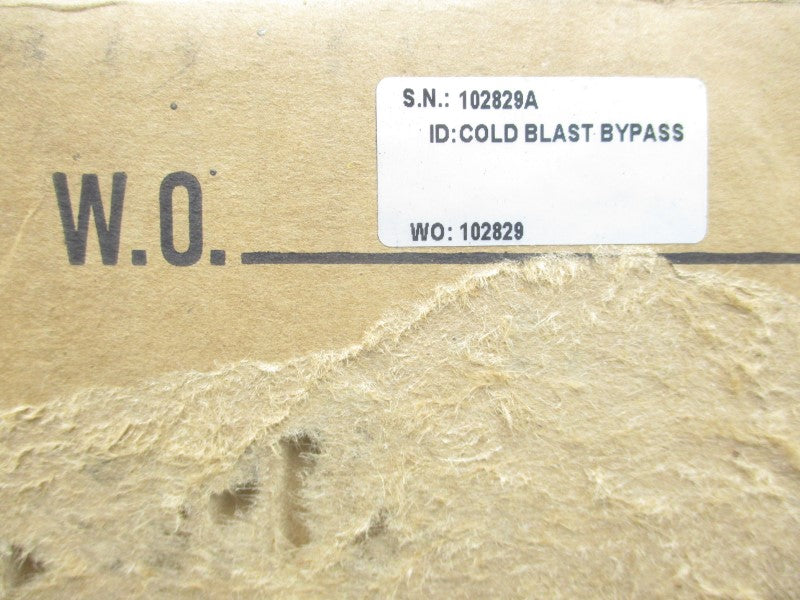 S.N.: 102829A
ID: COLD BLAST BYPASS
W.O.
WO: 102829